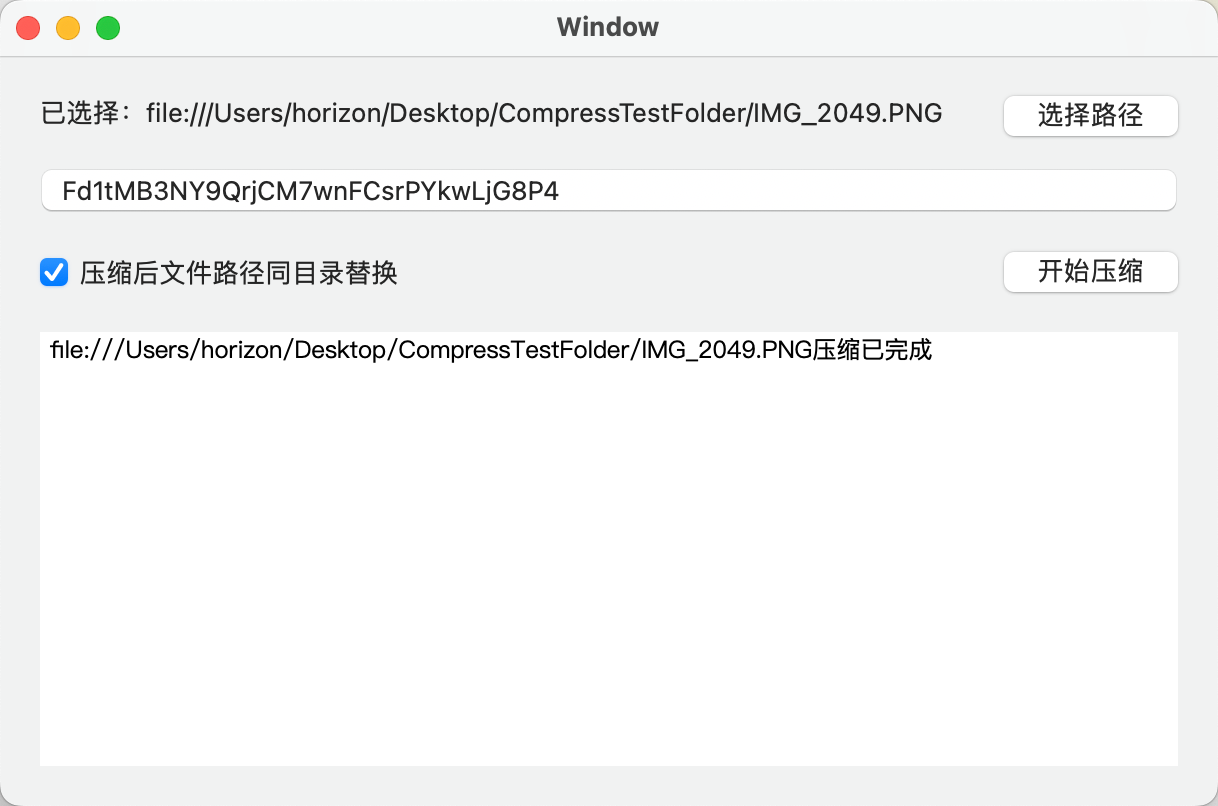 Window
已选择：file:///Users/horizon/Desktop/CompressTestFolder/IMG_2049.PNG
选择路径
Fd1tMB3NY9QrjCM7wnFCsrPYkwLjG8P4
压缩后文件路径同目录替换
开始压缩
file:///Users/horizon/Desktop/CompressTestFolder/IMG_2049.PNG压缩已完成